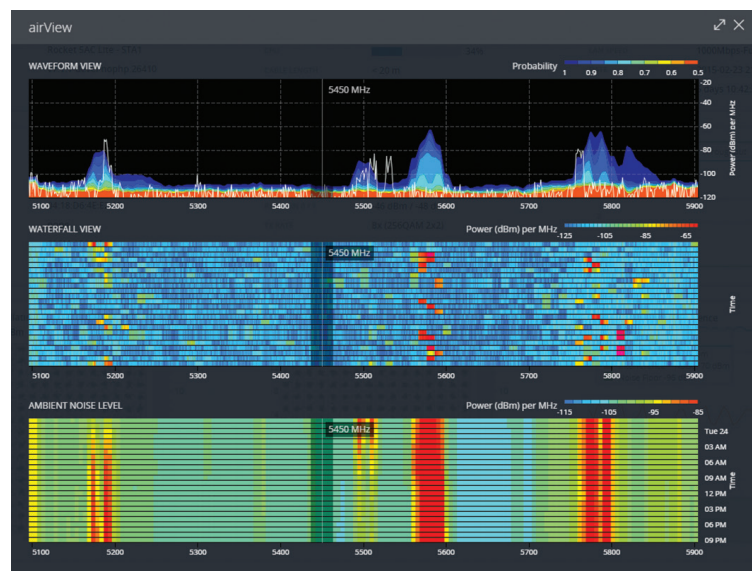 airView
WAVEFORM VIEW
Probability
1 0.9 0.8 0.7 0.6 0.5
5450 MHz
-20
-40
-60
-80
-100
-120
Power (dBm) per MHz
5100 5200 5300 5400 5500 5600 5700 5800 5900
WATERFALL VIEW
Power (dBm) per MHz
-125 -105 -85 -65
5450 MHz
Time
5100 5200 5300 5400 5500 5600 5700 5800 5900
AMBIENT NOISE LEVEL
Power (dBm) per MHz
-115 -105 -95 -85
5450 MHz
Tue 24
03 AM
06 AM
09 AM
12 PM
03 PM
06 PM
09 PM
Time
5100 5200 5300 5400 5500 5600 5700 5800 5900